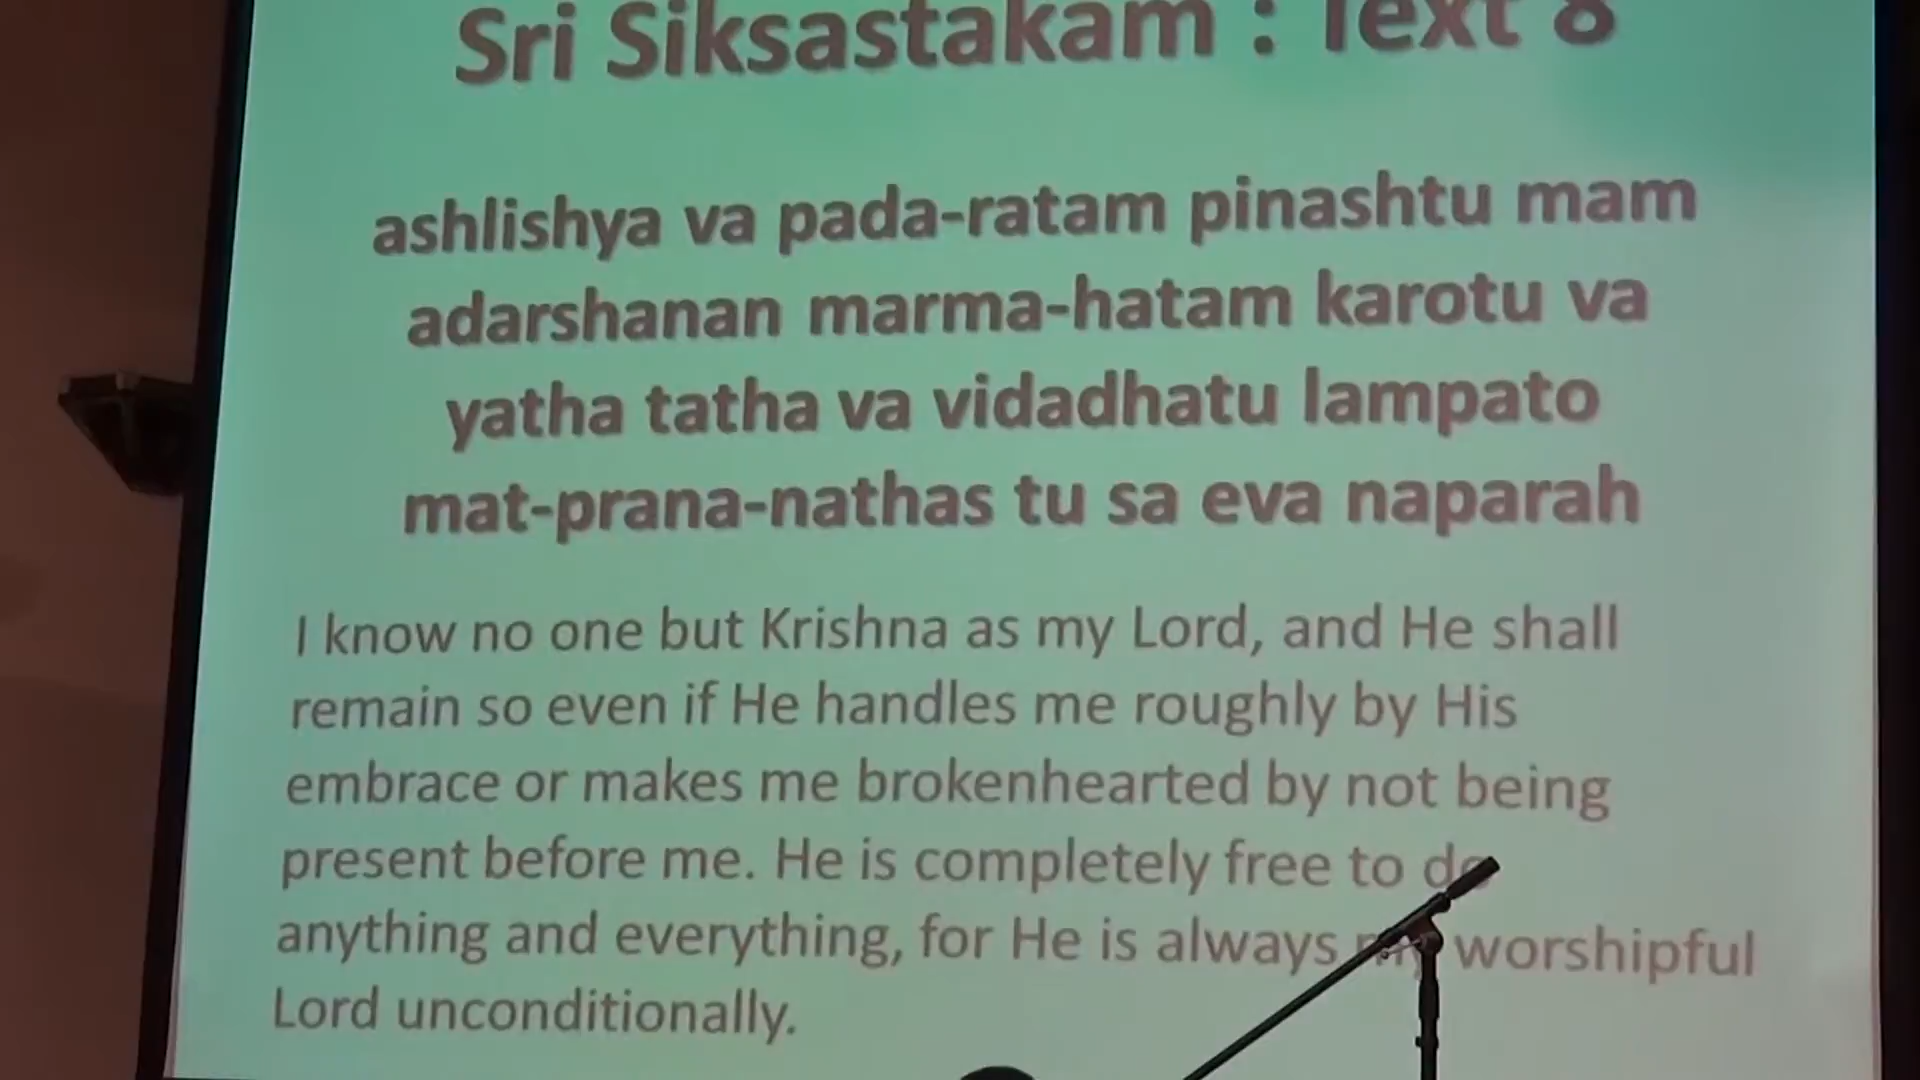 Sri Siksastakam : Text 8
ashlishya va pada-ratam pinashtu mam
adarshanan marma-hatam karotu va
yatha tatha va vidadhatu lampato
mat-prana-nathas tu sa eva naparah
I know no one but Krishna as my Lord, and He shall
remain so even if He handles me roughly by His
embrace or makes me brokenhearted by not being
present before me. He is completely free to do
anything and everything, for He is always my worshipful
Lord unconditionally.